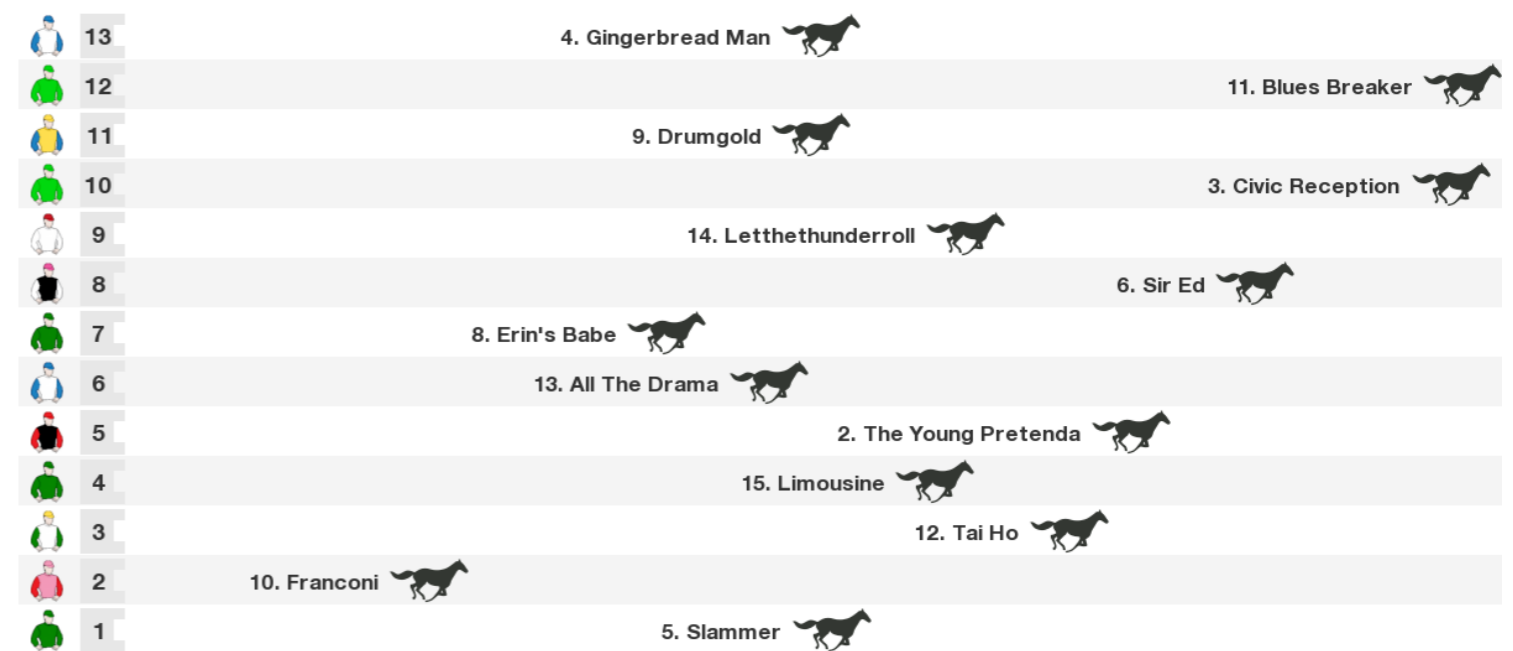 13 4. Gingerbread Man
12 11. Blues Breaker
11 9. Drumgold
10 3. Civic Reception
9 14. Letthethunderroll
8 6. Sir Ed
7 8. Erin's Babe
6 13. All The Drama
5 2. The Young Pretenda
4 15. Limousine
3 12. Tai Ho
2 10. Franconi
1 5. Slammer